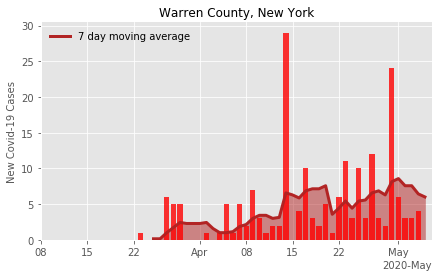 Warren County, New York
7 day moving average
New Covid-19 Cases
30
25
20
15
10
5
0
08 15 22 Apr 08 15 22 May
2020-May